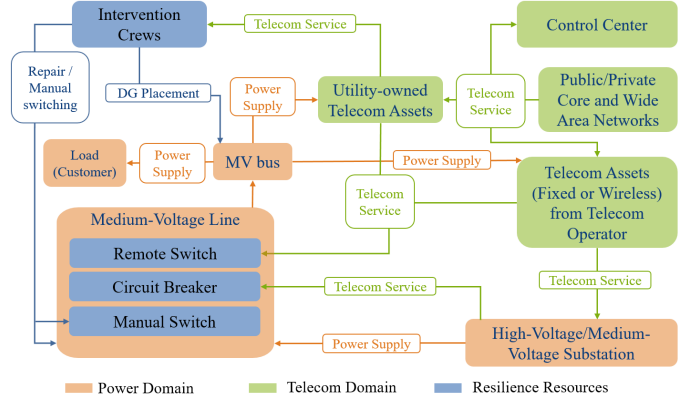 Intervention
Crews
Telecom Service
Control Center
Repair /
Manual
switching
DG Placement
Power
Supply
Utility-owned
Telecom Assets
Telecom
Service
Public/Private
Core and Wide
Area Networks
Load
(Customer)
Power
Supply
MV bus
Power Supply
Telecom Assets
(Fixed or Wireless)
from Telecom
Operator
Telecom
Service
Medium-Voltage Line
Remote Switch
Circuit Breaker
Manual Switch
Telecom Service
Telecom Service
Power Supply
High-Voltage/Medium-
Voltage Substation
Power Domain
Telecom Domain
Resilience Resources